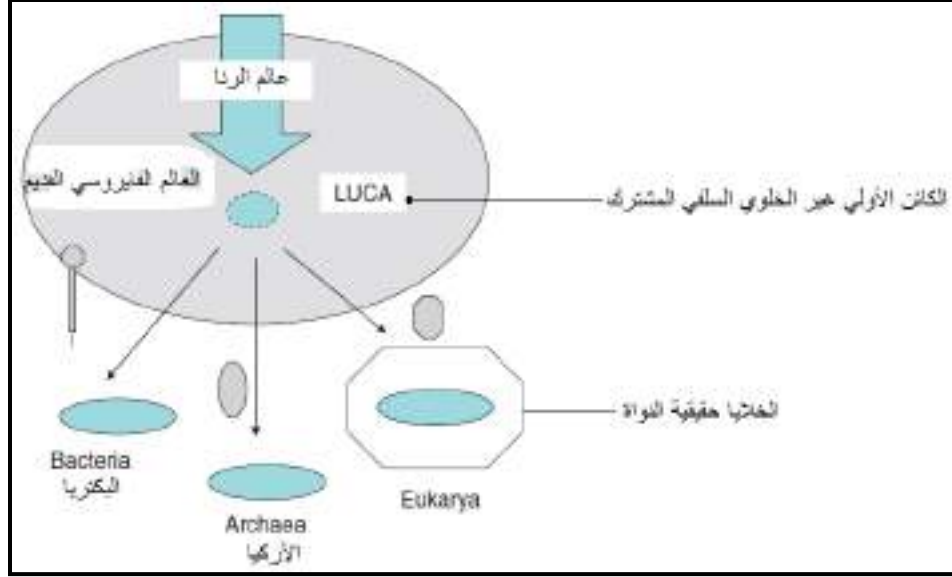 عالم الرنا
العالم الفايروسي القديم
LUCA
الكائن الأولي غير الخلوي السلفي المشترك
الخلايا حقيقية النواة
Bacteria
البكتريا
Archaea
الأركيا
Eukarya